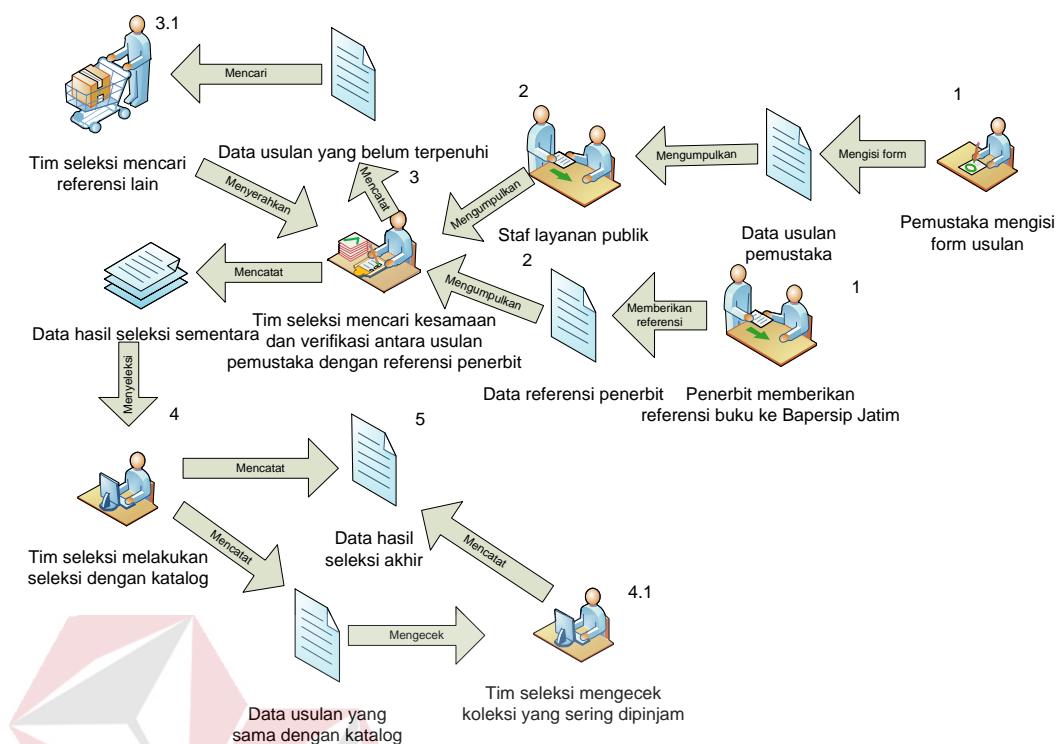 3.1
Mencari
Tim seleksi mencari
referensi lain
Data usulan yang belum terpenuhi
Menyerahkan
Mencatat
3
2
Mengumpulkan
Mengisi form
1
Mengumpulkan
Staf layanan publik
Data usulan
pemustaka
Pemustaka mengisi
form usulan
Mencatat
Data hasil seleksi sementara
Tim seleksi mencari kesamaan
dan verifikasi antara usulan
pemustaka dengan referensi penerbit
2
Mengumpulkan
Memberikan
referensi
1
Data referensi penerbit
Penerbit memberikan
referensi buku ke Bapersip Jatim
Menyeleksi
4
Mencatat
5
Tim seleksi melakukan
seleksi dengan katalog
Mencatat
Data hasil
seleksi akhir
Mencatat
4.1
Mengecek
Data usulan yang
sama dengan katalog
Tim seleksi mengecek
koleksi yang sering dipinjam